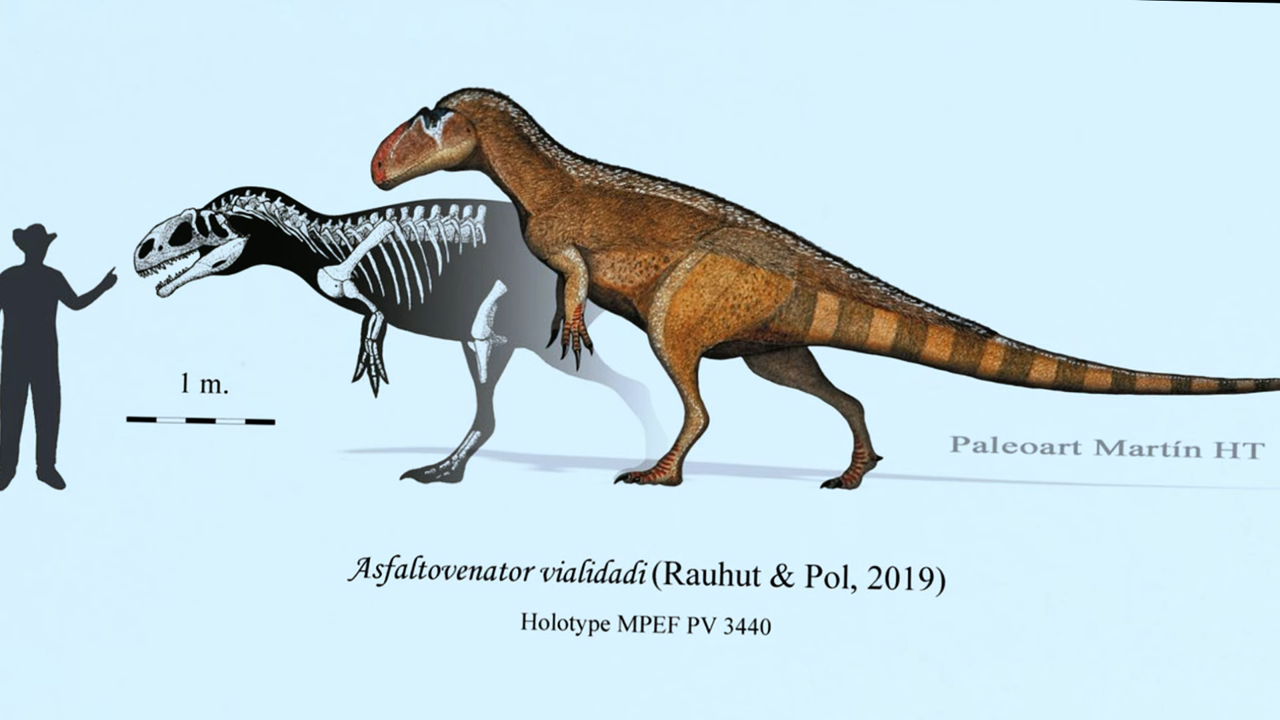 1 m.
Paleoart Martín HT
Asfaltovenator vialidadi (Rauhut & Pol, 2019)
Holotype MPEF PV 3440